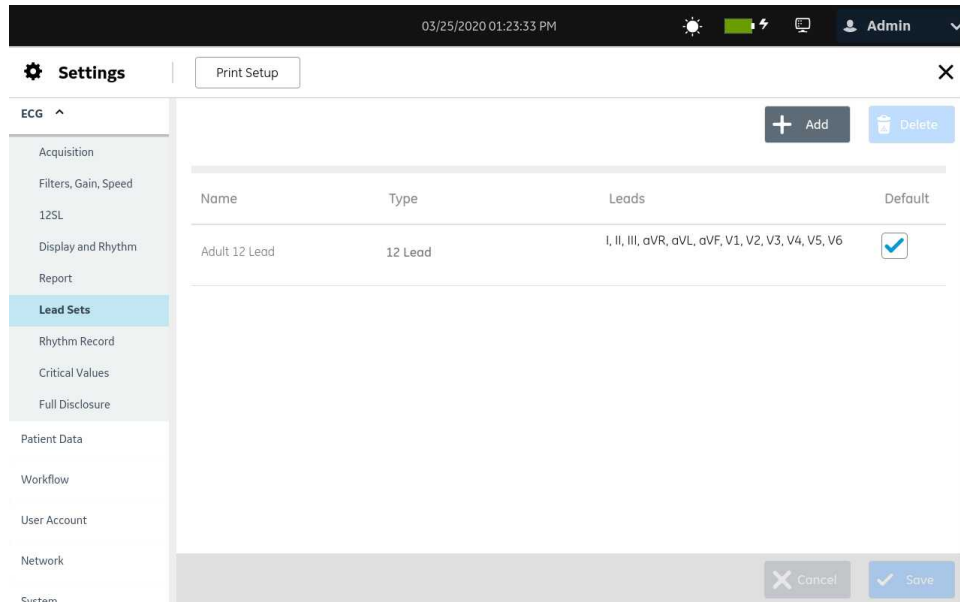 03/25/2020 01:23:33 PM
Admin
Settings
Print Setup
ECG
Add
Delete
Acquisition
Filters, Gain, Speed
12SL
Display and Rhythm
Report
Lead Sets
Rhythm Record
Critical Values
Full Disclosure
Patient Data
Workflow
User Account
Network
System
Name Type Leads Default
Adult 12 Lead 12 Lead I, II, III, aVR, aVL, aVF, V1, V2, V3, V4, V5, V6
Cancel
Save